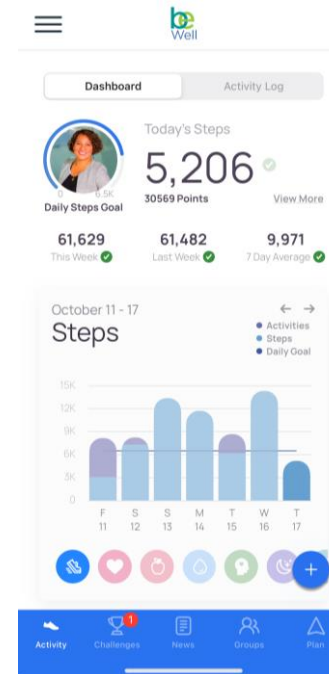 be
Well
Dashboard Activity Log
Today's Steps
5,206
0 6.5K
Daily Steps Goal
30569 Points View More
61,629 61,482 9,971
This Week Last Week 7 Day Average
October 11 - 17
Steps
Activities
Steps
Daily Goal
15K
12K
9K
6K
3K
0
F S S M T W T
11 12 13 14 15 16 17
+
1
Activity Challenges News Groups Plan